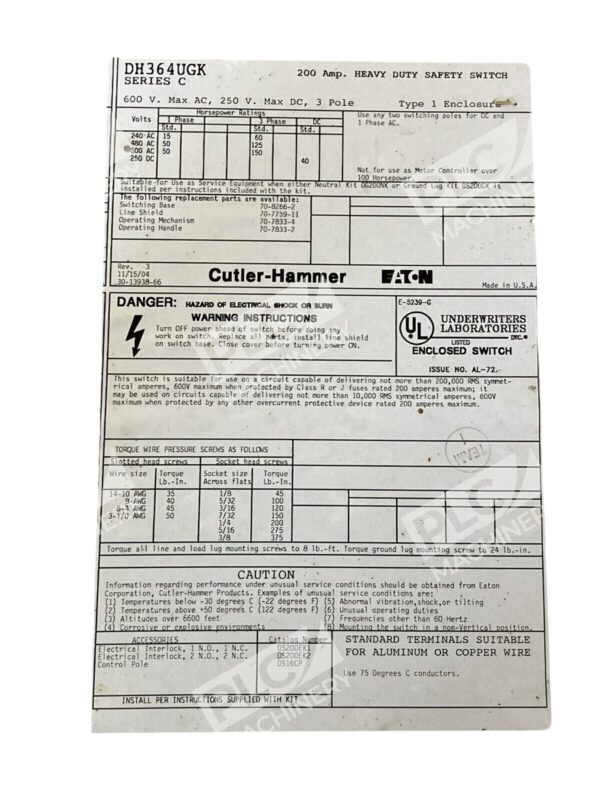 DH364UGK
SERIES C
200 Amp. HEAVY DUTY SAFETY SWITCH
600 V. Max AC, 250 V. Max DC, 3 Pole
Type 1 Enclosure
Volts
Horsepower Ratings
1 Phase 3 Phase DC
Std. Std. Std.
240 AC 15 60
480 AC 50 125
600 AC 50 150
250 DC 40
Use any two switching poles for DC and
1 Phase AC.
Not for use as Motor Controller over
100 Horsepower.
Suitable for Use as Service Equipment when either Neutral Kit DS200NK or Ground Lug Kit DS200GK is
installed per instructions included with the kit.
The following replacement parts are available:
Switching Base 70-8266-2
Line Shield 70-7759-11
Operating Mechanism 70-7833-4
Operating Handle 70-7833-2
Rev. 3
11/15/04
30-13938-66
Cutler-Hammer
EATON
Made in U.S.A.
DANGER: HAZARD OF ELECTRICAL SHOCK OR BURN
WARNING INSTRUCTIONS
Turn OFF power ahead of switch before doing any
work on switch. Replace all parts, install line shield
on switch base. Close cover before turning power ON.
E-5239-G
UL
UNDERWRITERS
LABORATORIES
INC.®
LISTED
ENCLOSED SWITCH
ISSUE NO. AL-72.
This switch is suitable for use on a circuit capable of delivering not more than 200,000 RMS symmet-
rical amperes, 600V maximum when protected by Class R or J fuses rated 200 amperes maximum; it
may be used on circuits capable of delivering not more than 10,000 RMS symmetrical amperes, 600V
maximum when protected by any other overcurrent protective device rated 200 amperes maximum.
TEAM
1
TORQUE WIRE PRESSURE SCREWS AS FOLLOWS
Slotted head screws Socket head screws
Wire size Torque Lb.-In. Socket size Across flats Torque Lb.-In.
14-10 AWG 35 1/8 45
8 AWG 40 5/32 100
6-4 AWG 45 3/16 120
3-1/0 AWG 50 7/32 150
1/4 200
5/16 275
3/8 375
Torque all line and load lug mounting screws to 8 lb.-ft. Torque ground lug mounting screw to 24 lb.-in.
CAUTION
Information regarding performance under unusual service conditions should be obtained from Eaton
Corporation, Cutler-Hammer Products. Examples of unusual service conditions are:
(1) Temperatures below -30 degrees C (-22 degrees F) (5) Abnormal vibration,shock,or tilting
(2) Temperatures above +50 degrees C (122 degrees F) (6) Unusual operating duties
(3) Altitudes over 6600 feet (7) Frequencies other than 60 Hertz
(4) Corrosive or explosive environments (8) Mounting the switch in a non-Vertical position.
ACCESSORIES Catalog Number
Electrical Interlock, 1 N.O., 1 N.C. DS200EK1
Electrical Interlock, 2 N.O., 2 N.C. DS200EK2
Control Pole DS16CP
STANDARD TERMINALS SUITABLE
FOR ALUMINUM OR COPPER WIRE
Use 75 Degrees C conductors.
INSTALL PER INSTRUCTIONS SUPPLIED WITH KIT
PLC
MACHINERY
PLC
MACHINERY
PLC
MACHINERY
PLC
MACHINERY